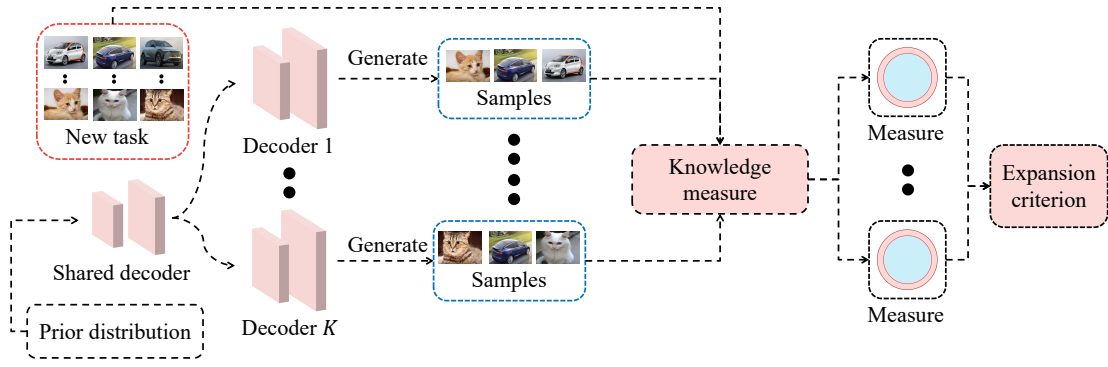 New task
Shared decoder
Prior distribution
Decoder 1
Decoder K
Generate
Samples
Generate
Samples
Knowledge
measure
Measure
Measure
Expansion
criterion